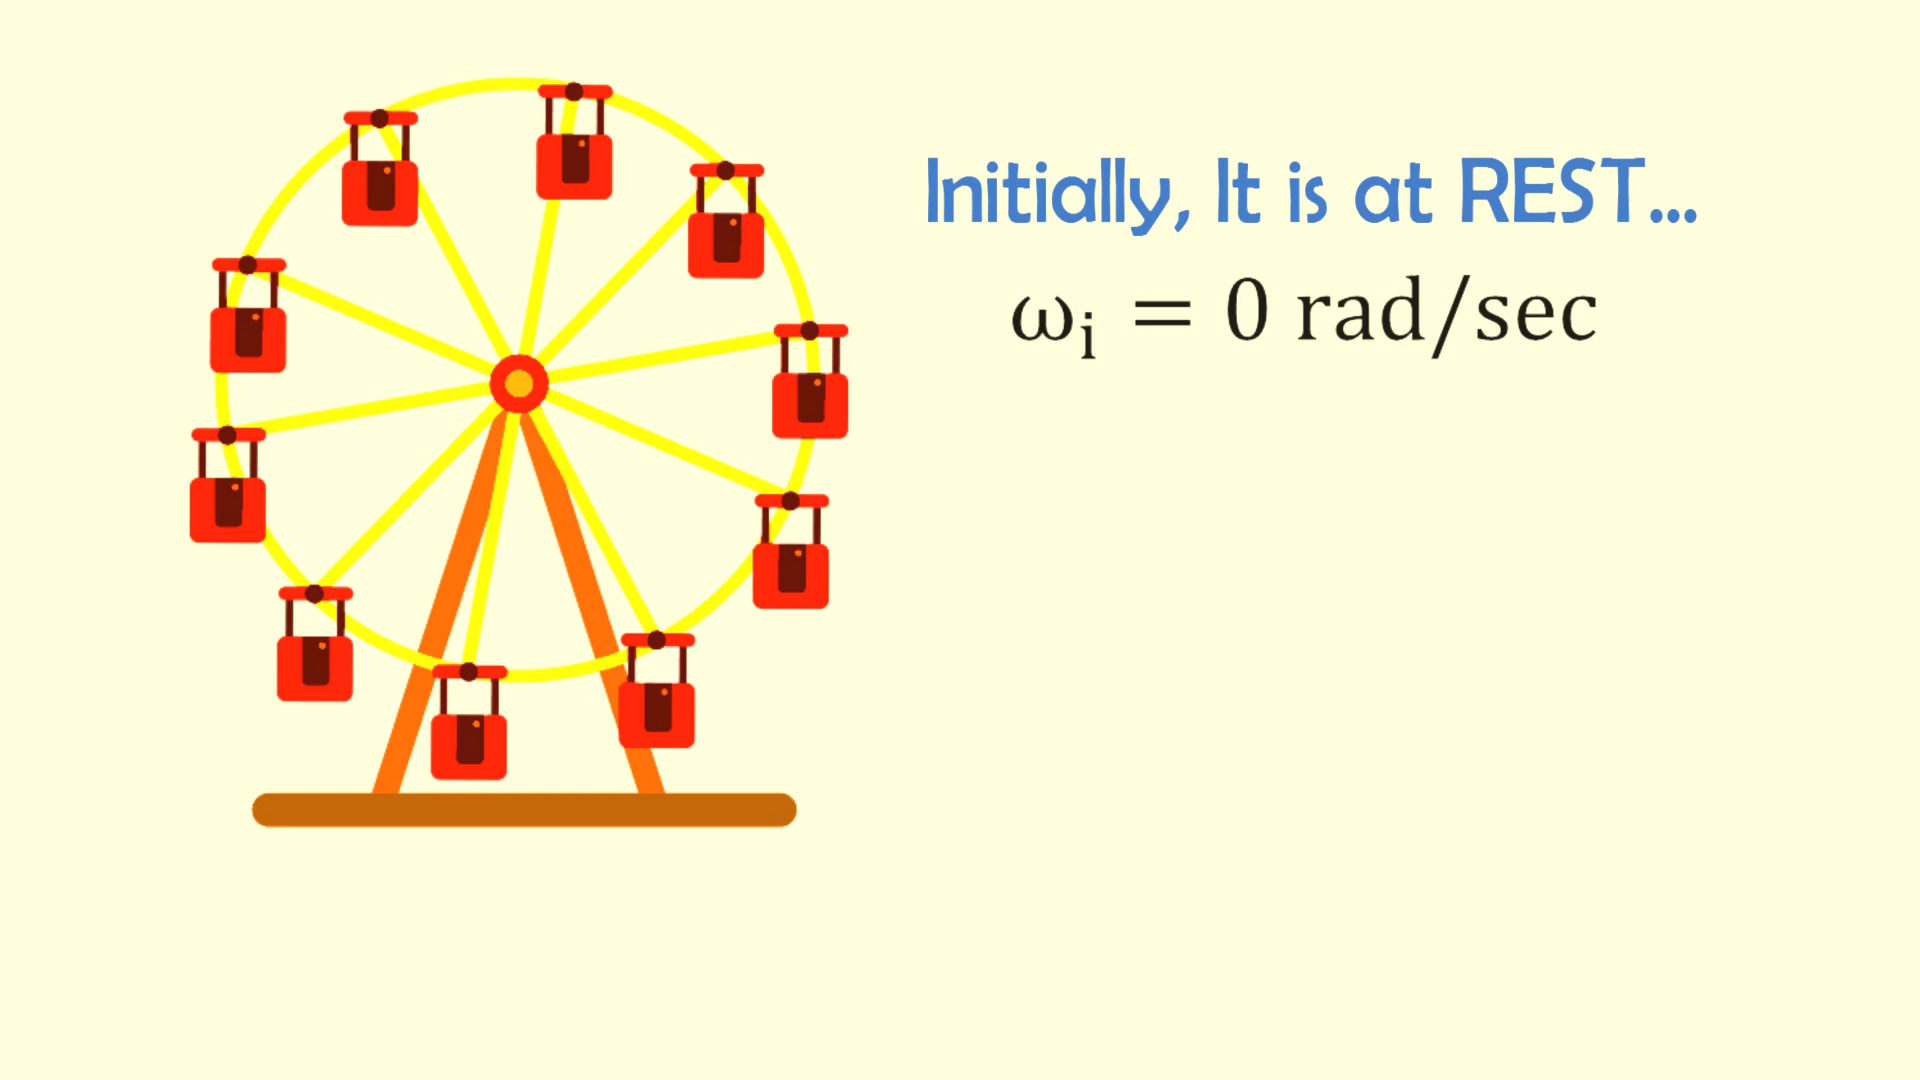 Initially, It is at REST...
ωᵢ = 0 rad/sec